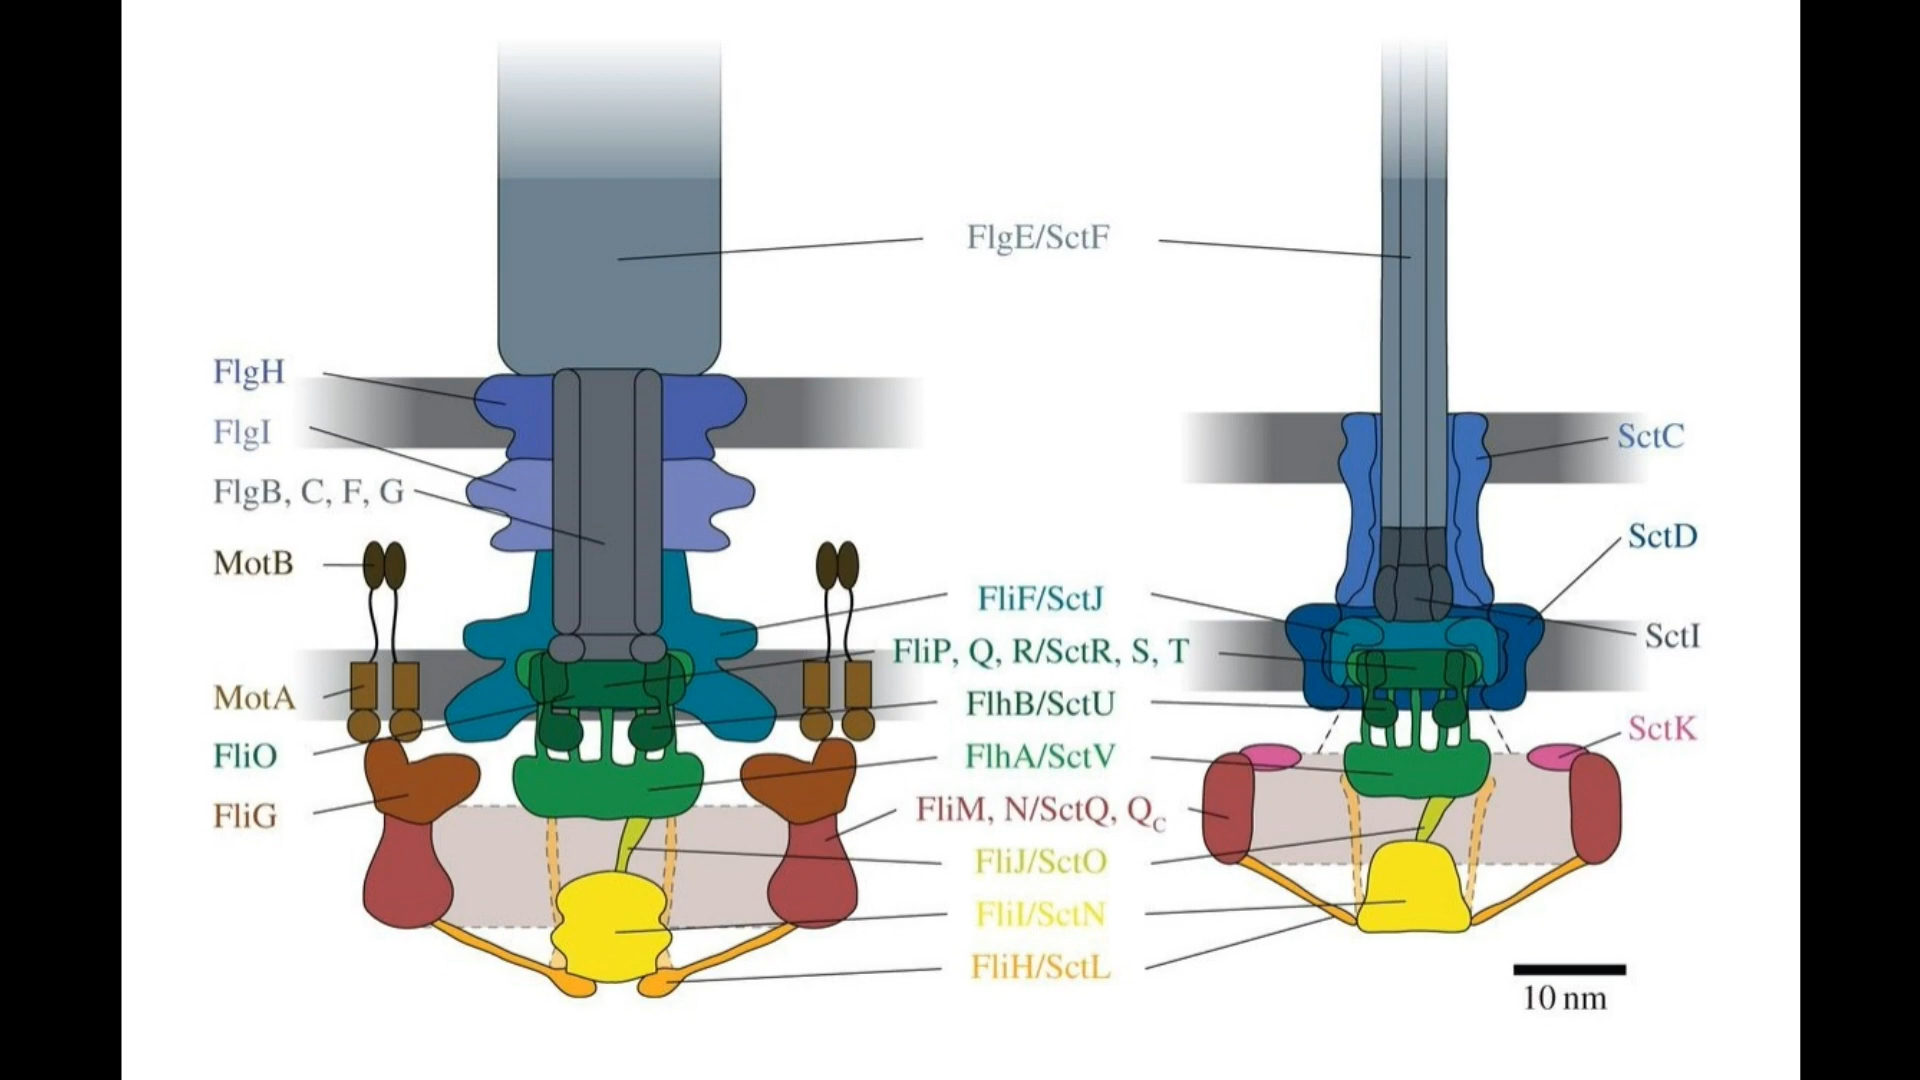 FlgE/SctF
FlgH
FlgI
FlgB, C, F, G
MotB
MotA
FliO
FliG
FliF/SctJ
FliP, Q, R/SctR, S, T
FlhB/SctU
FlhA/SctV
FliM, N/SctQ, Q_C
FliJ/SctO
FliI/SctN
FliH/SctL
SctC
SctD
SctI
SctK
10 nm